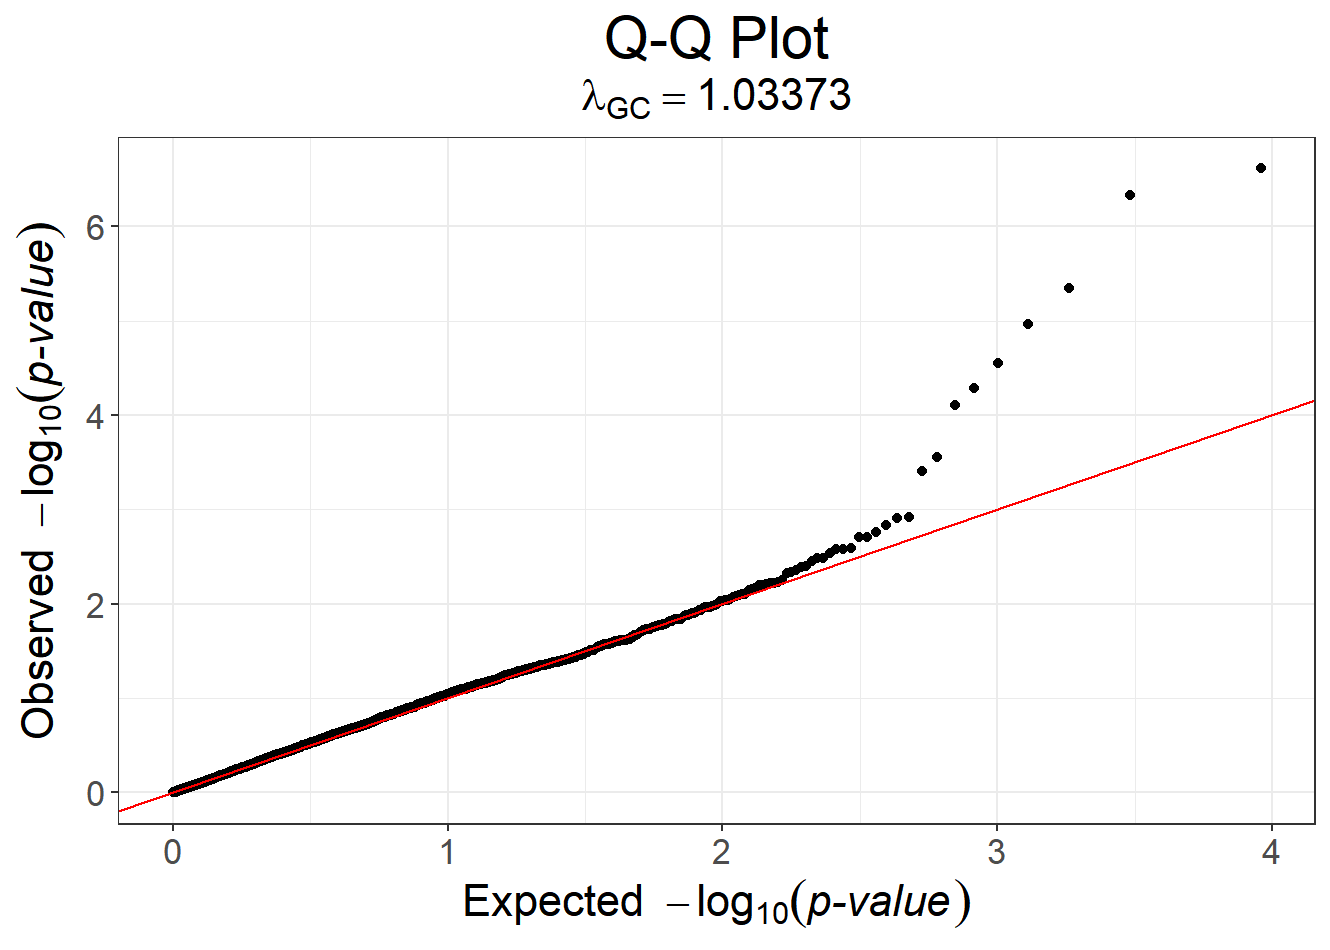 Q-Q Plot
λGC = 1.03373
Observed −log10(p-value)
6
4
2
0
0 1 2 3 4
Expected −log10(p-value)